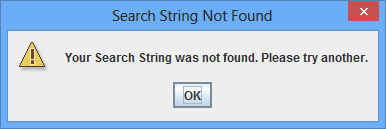 Search String Not Found
Your Search String was not found. Please try another.
OK